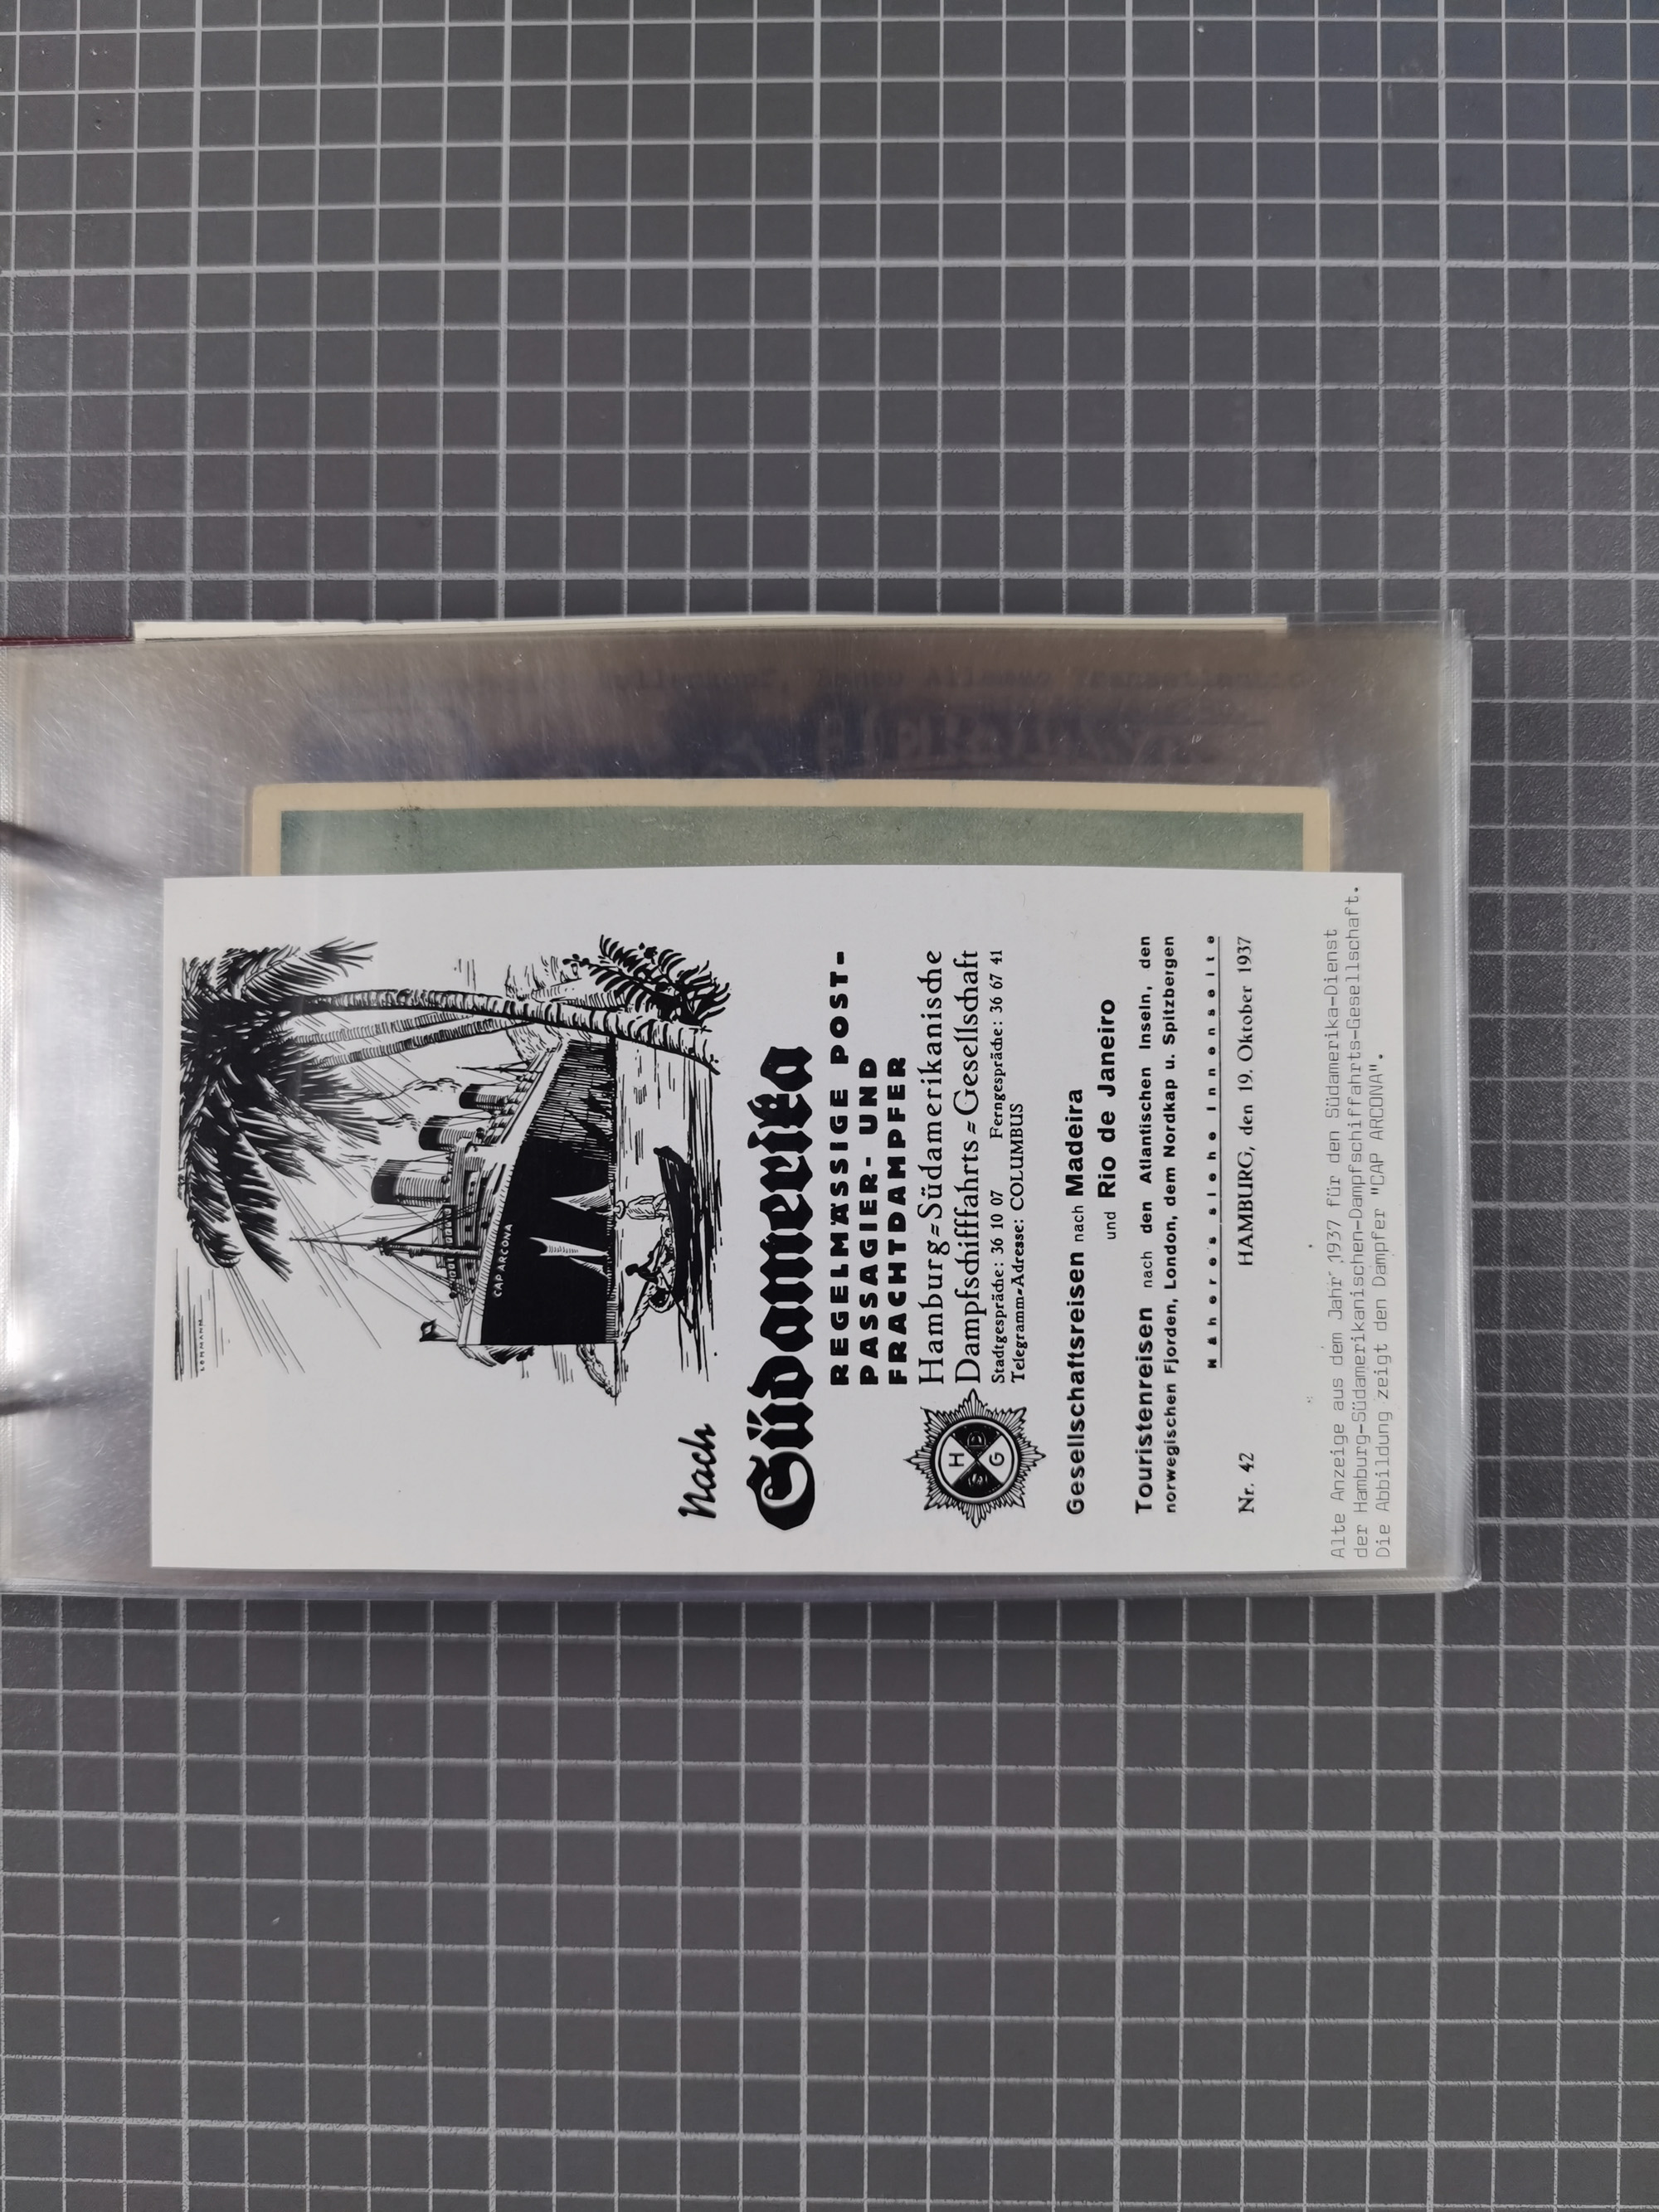 LOHMANN
CAP ARCONA
Nach
Südamerika
REGELMÄSSIGE POST-
PASSAGIER- UND
FRACHTDAMPFER
H S D G
Hamburg=Südamerikanische
Dampfschifffahrts=Gesellschaft
Stadtgespräche: 36 10 07 Ferngespräche: 36 67 41
Telegramm=Adresse: COLUMBUS
Gesellschaftsreisen nach Madeira
und Rio de Janeiro
Touristenreisen nach den Atlantischen Inseln, den
norwegischen Fjorden, London, dem Nordkap u. Spitzbergen
Näheres siehe Innenseite
Nr. 42 HAMBURG, den 19. Oktober 1937
Alte Anzeige aus dem Jahr 1937 für den Südamerika-Dienst
der Hamburg-Südamerikanischen-Dampfschiffahrts-Gesellschaft.
Die Abbildung zeigt den Dampfer "CAP ARCONA".